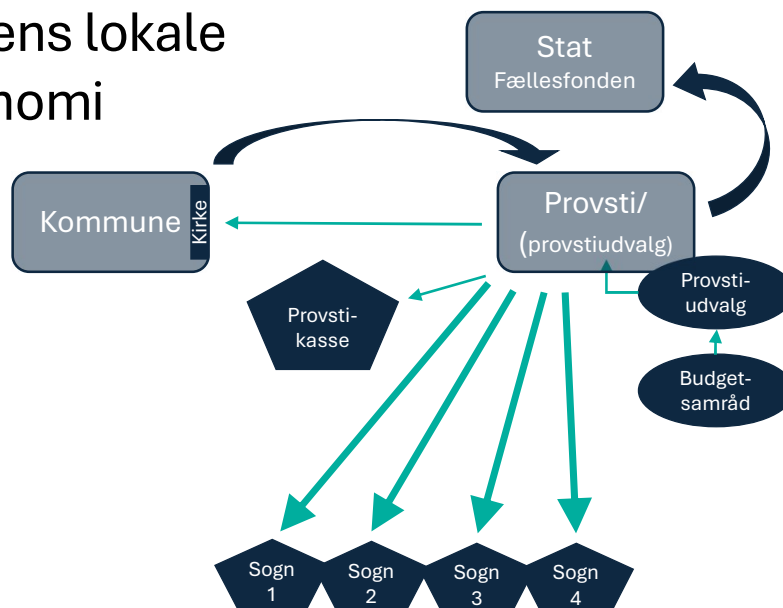 ens lokale
nomi
Stat
Fællesfonden
Kommune
Kirke
Provsti/
(provstiudvalg)
Provsti-
udvalg
Provsti-
kasse
Budget-
samråd
Sogn
1
Sogn
2
Sogn
3
Sogn
4